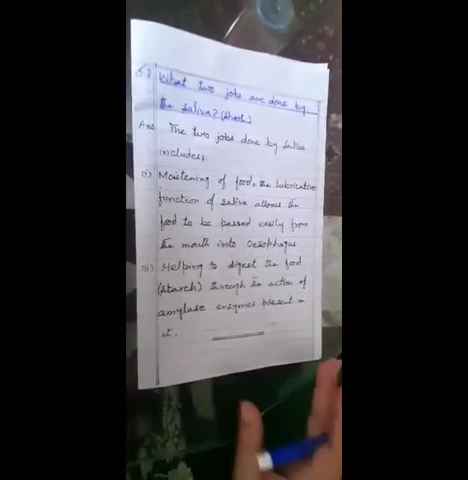 Q.5) What two jobs are done by
the saliva? (short)
Ans The two jobs done by saliva
includes:
(i) Moistening of food, the lubrication
function of saliva allows the
food to be passed easily from
the mouth into Oesophagus.
(ii) Helping to digest the food
(starch) through the action of
amylase enzymes present in
it.